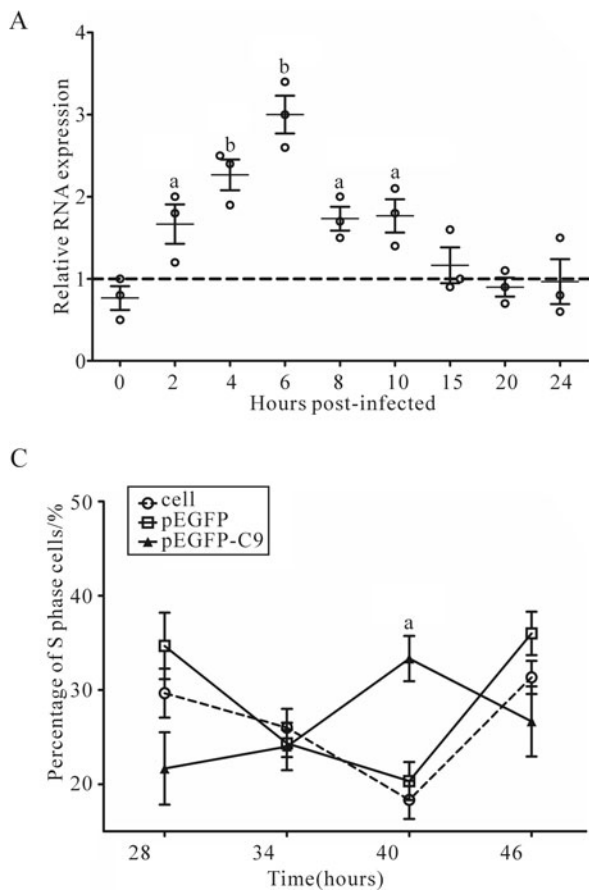 A
Relative RNA expression
4
3
2
1
0
a
b
b
a
a
0 2 4 6 8 10 15 20 24
Hours post-infected
C
cell
pEGFP
pEGFP-C9
Percentage of S phase cells/%
50
40
30
20
a
28 34 40 46
Time(hours)